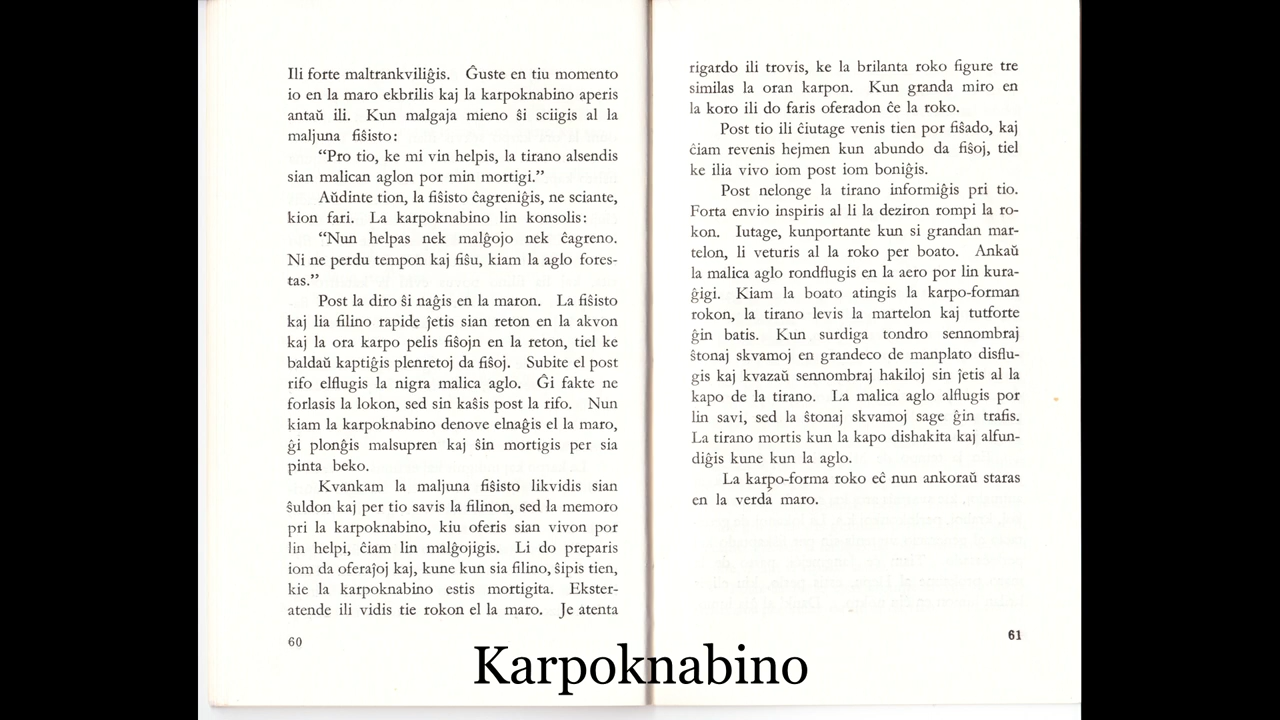 Ili forte maltrankviliĝis. Ĝuste en tiu momento
io en la maro ekbrilis kaj la karpoknabino aperis
antaŭ ili. Kun malgaja mieno ŝi sciigis al la
maljuna fiŝisto:
“Pro tio, ke mi vin helpis, la tirano alsendis
sian malican aglon por min mortigi.”
Aŭdinte tion, la fiŝisto ĉagreniĝis, ne sciante,
kion fari. La karpoknabino lin konsolis:
“Nun helpas nek malĝojo nek ĉagreno.
Ni ne perdu tempon kaj fiŝu, kiam la aglo fores-
tas.”
Post la diro ŝi naĝis en la maron. La fiŝisto
kaj lia filino rapide ĵetis sian reton en la akvon
kaj la ora karpo pelis fiŝojn en la reton, tiel ke
baldaŭ kaptiĝis plenretoj da fiŝoj. Subite el post
rifo elflugis la nigra malica aglo. Ĝi fakte ne
forlasis la lokon, sed sin kaŝis post la rifo. Nun
kiam la karpoknabino denove elnaĝis el la maro,
ĝi plonĝis malsupren kaj ŝin mortigis per sia
pinta beko.
Kvankam la maljuna fiŝisto likvidis sian
ŝuldon kaj per tio savis la filinon, sed la memoro
pri la karpoknabino, kiu oferis sian vivon por
lin helpi, ĉiam lin malĝojigis. Li do preparis
iom da oferaĵoj kaj, kune kun sia filino, ŝipis tien,
kie la karpoknabino estis mortigita. Ekster-
atende ili vidis tie rokon el la maro. Je atenta
60
rigardo ili trovis, ke la brilanta roko figure tre
similas la oran karpon. Kun granda miro en
la koro ili do faris oferadon ĉe la roko.
Post tio ili ĉiutage venis tien por fiŝado, kaj
ĉiam revenis hejmen kun abundo da fiŝoj, tiel
ke ilia vivo iom post iom boniĝis.
Post nelonge la tirano informiĝis pri tio.
Forta envio inspiris al li la deziron rompi la ro-
kon. Iutage, kunportante kun si grandan mar-
telon, li veturis al la roko per boato. Ankaŭ
la malica aglo rondflugis en la aero por lin kura-
ĝigi. Kiam la boato atingis la karpo-forman
rokon, la tirano levis la martelon kaj tutforte
ĝin batis. Kun surdiga tondro sennombraj
ŝtonaj skvamoj en grandeco de manplato disflu-
gis kaj kvazaŭ sennombraj hakiloj sin ĵetis al la
kapo de la tirano. La malica aglo alflugis por
lin savi, sed la ŝtonaj skvamoj sage ĝin trafis.
La tirano mortis kun la kapo dishakita kaj alfun-
diĝis kune kun la aglo.
La karpo-forma roko eĉ nun ankoraŭ staras
en la verda maro.
61
Karpoknabino